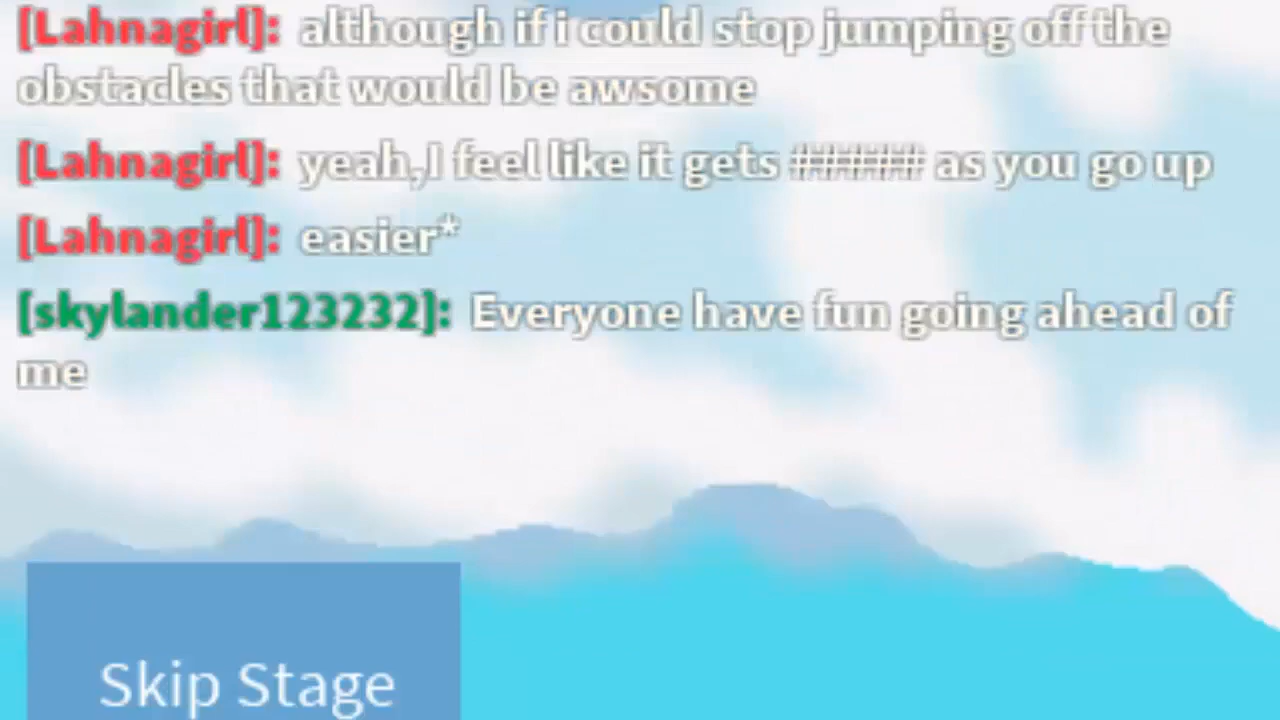 [Lahnagirl]: although if i could stop jumping off the
obstacles that would be awsome
[Lahnagirl]: yeah,I feel like it gets ##### as you go up
[Lahnagirl]: easier*
[skylander123232]: Everyone have fun going ahead of
me
Skip Stage